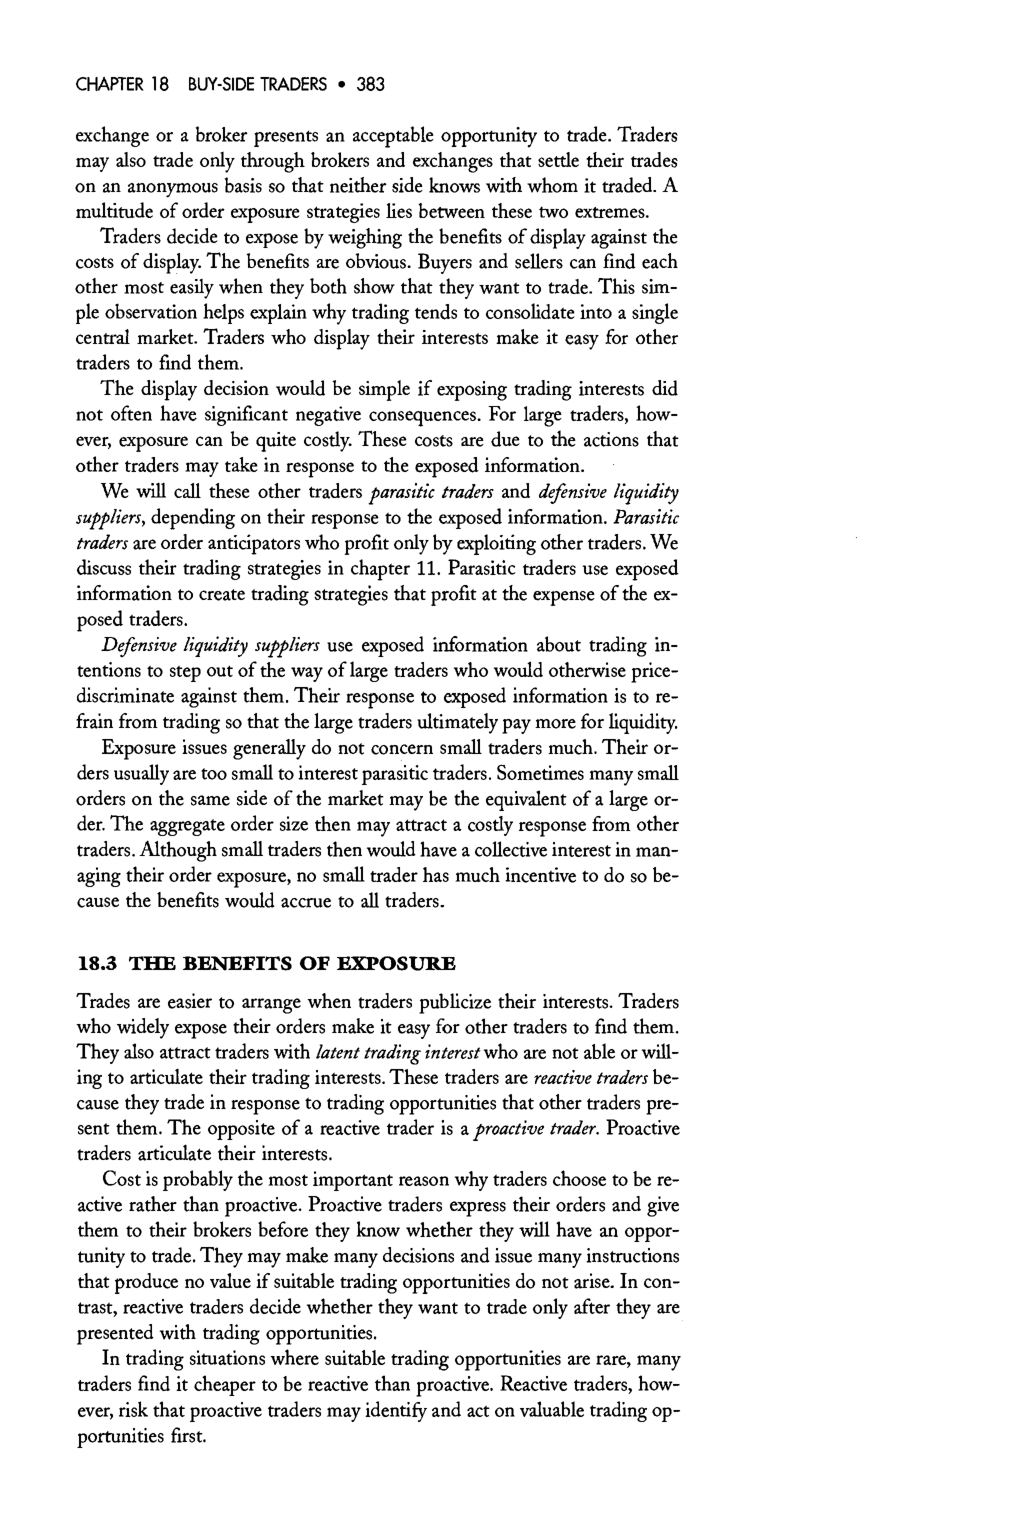 CHAPTER 18 BUY-SIDE TRADERS • 383
exchange or a broker presents an acceptable opportunity to trade. Traders
may also trade only through brokers and exchanges that settle their trades
on an anonymous basis so that neither side knows with whom it traded. A
multitude of order exposure strategies lies between these two extremes.
Traders decide to expose by weighing the benefits of display against the
costs of display. The benefits are obvious. Buyers and sellers can find each
other most easily when they both show that they want to trade. This sim-
ple observation helps explain why trading tends to consolidate into a single
central market. Traders who display their interests make it easy for other
traders to find them.
The display decision would be simple if exposing trading interests did
not often have significant negative consequences. For large traders, how-
ever, exposure can be quite costly. These costs are due to the actions that
other traders may take in response to the exposed information.
We will call these other traders parasitic traders and defensive liquidity
suppliers, depending on their response to the exposed information. Parasitic
traders are order anticipators who profit only by exploiting other traders. We
discuss their trading strategies in chapter 11. Parasitic traders use exposed
information to create trading strategies that profit at the expense of the ex-
posed traders.
Defensive liquidity suppliers use exposed information about trading in-
tentions to step out of the way of large traders who would otherwise price-
discriminate against them. Their response to exposed information is to re-
frain from trading so that the large traders ultimately pay more for liquidity.
Exposure issues generally do not concern small traders much. Their or-
ders usually are too small to interest parasitic traders. Sometimes many small
orders on the same side of the market may be the equivalent of a large or-
der. The aggregate order size then may attract a costly response from other
traders. Although small traders then would have a collective interest in man-
aging their order exposure, no small trader has much incentive to do so be-
cause the benefits would accrue to all traders.
18.3 THE BENEFITS OF EXPOSURE
Trades are easier to arrange when traders publicize their interests. Traders
who widely expose their orders make it easy for other traders to find them.
They also attract traders with latent trading interest who are not able or will-
ing to articulate their trading interests. These traders are reactive traders be-
cause they trade in response to trading opportunities that other traders pre-
sent them. The opposite of a reactive trader is a proactive trader. Proactive
traders articulate their interests.
Cost is probably the most important reason why traders choose to be re-
active rather than proactive. Proactive traders express their orders and give
them to their brokers before they know whether they will have an oppor-
tunity to trade. They may make many decisions and issue many instructions
that produce no value if suitable trading opportunities do not arise. In con-
trast, reactive traders decide whether they want to trade only after they are
presented with trading opportunities.
In trading situations where suitable trading opportunities are rare, many
traders find it cheaper to be reactive than proactive. Reactive traders, how-
ever, risk that proactive traders may identify and act on valuable trading op-
portunities first.